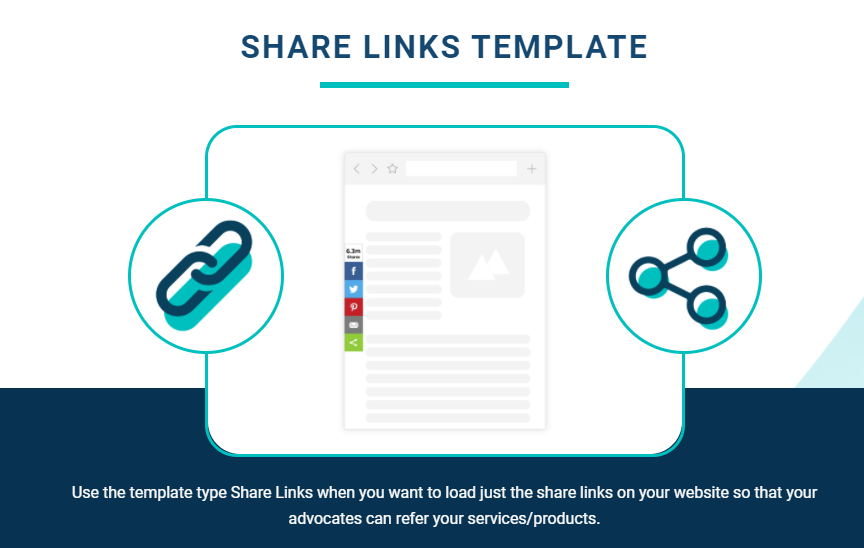 SHARE LINKS TEMPLATE
6.3m
Shares
Use the template type Share Links when you want to load just the share links on your website so that your
advocates can refer your services/products.